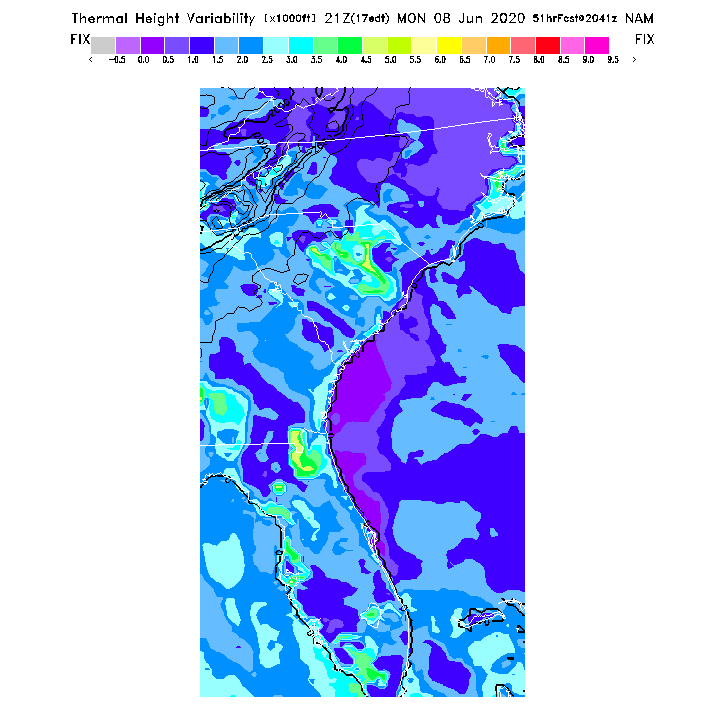 Thermal Height Variability [x1000ft] 21Z(17edt) MON 08 Jun 2020 51hrFcst@2041z NAM
FIX FIX
< -0.5 0.0 0.5 1.0 1.5 2.0 2.5 3.0 3.5 4.0 4.5 5.0 5.5 6.0 6.5 7.0 7.5 8.0 8.5 9.0 9.5 >